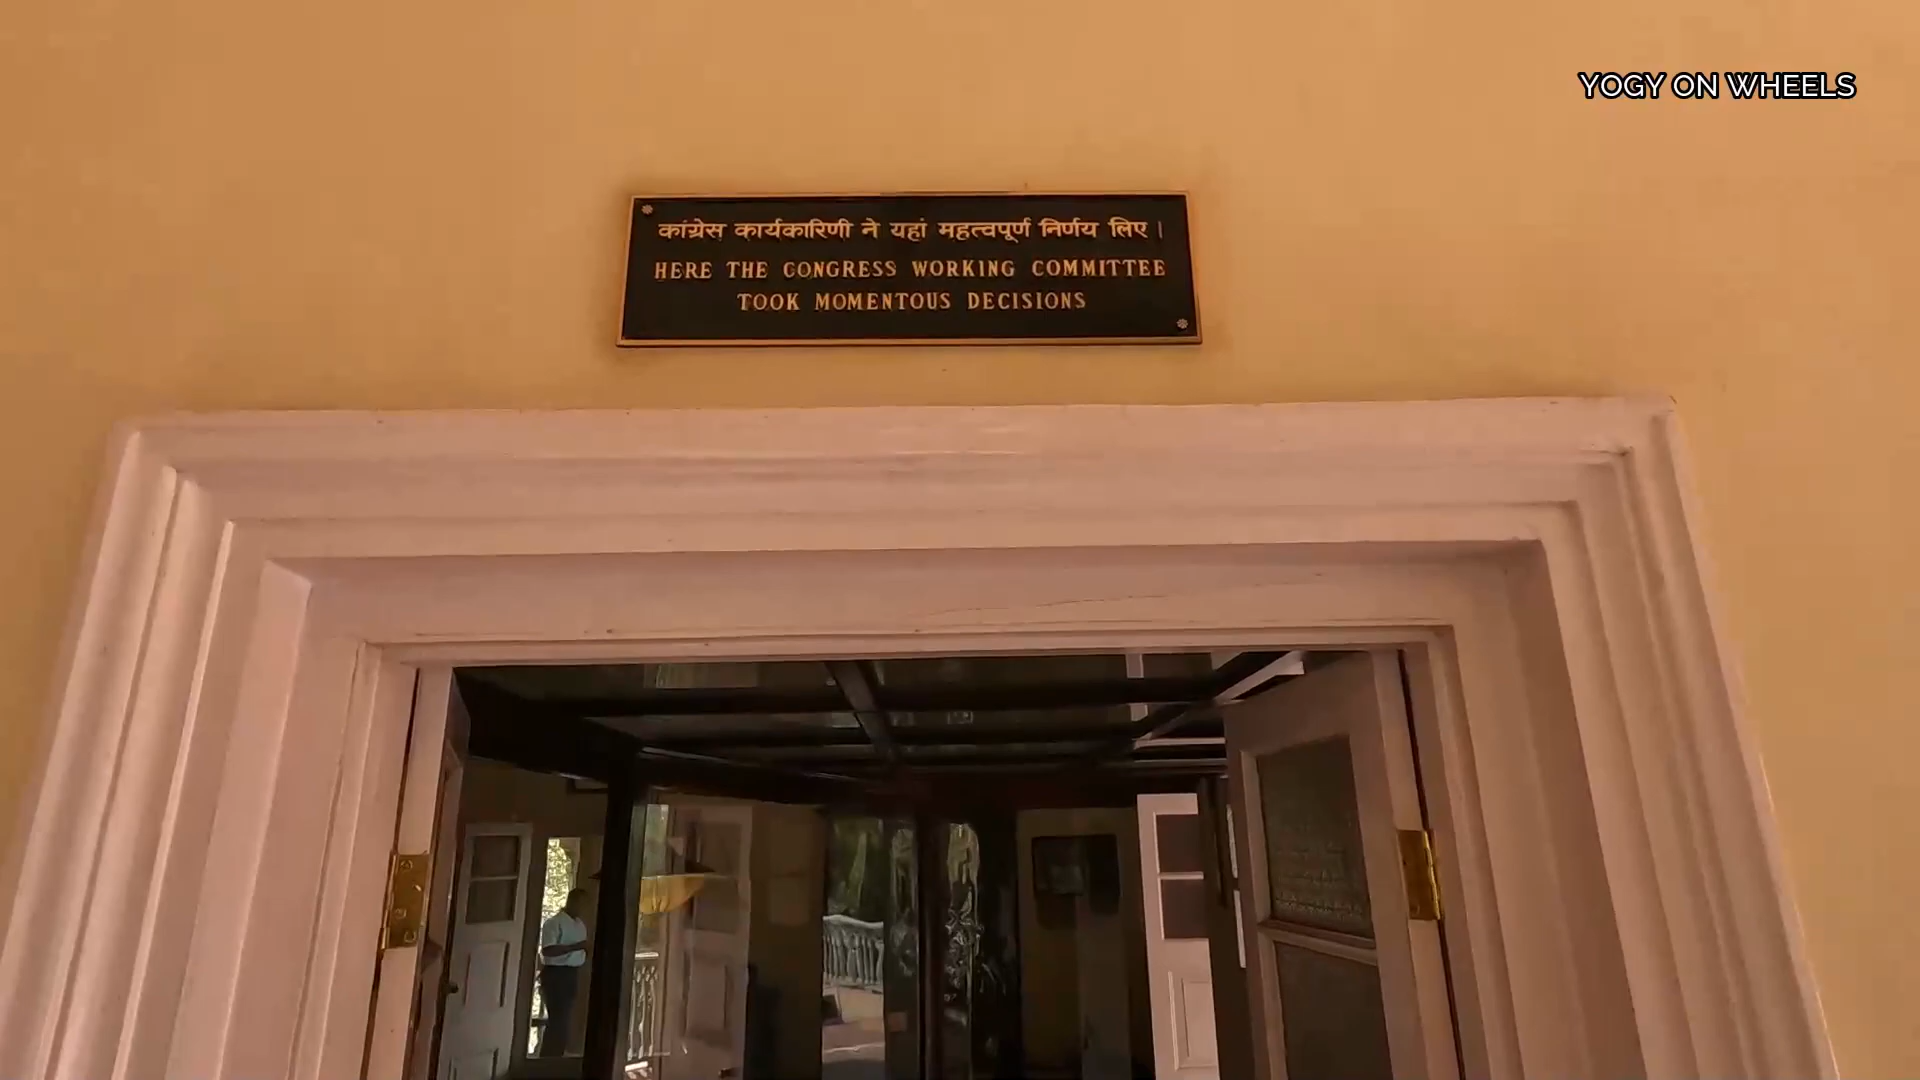 YOGY ON WHEELS
कांग्रेस कार्यकारिणी ने यहां महत्वपूर्ण निर्णय लिए।
HERE THE CONGRESS WORKING COMMITTEE
TOOK MOMENTOUS DECISIONS